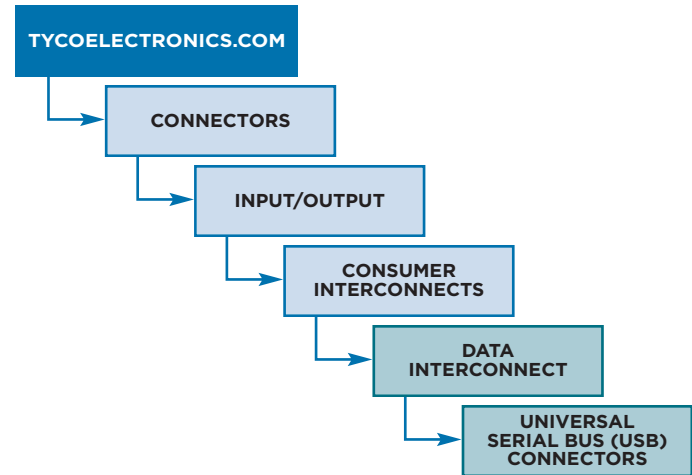 TYCOELECTRONICS.COM
CONNECTORS
INPUT/OUTPUT
CONSUMER
INTERCONNECTS
DATA
INTERCONNECT
UNIVERSAL
SERIAL BUS (USB)
CONNECTORS